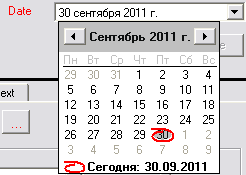 Date 30 сентября 2011 г.
Сентябрь 2011 г.
Пн Вт Ср Чт Пт Сб Вс
29 30 31 1 2 3 4
5 6 7 8 9 10 11
ext 12 13 14 15 16 17 18
... 19 20 21 22 23 24 25
26 27 28 29 30 1 2
3 4 5 6 7 8 9
Сегодня: 30.09.2011